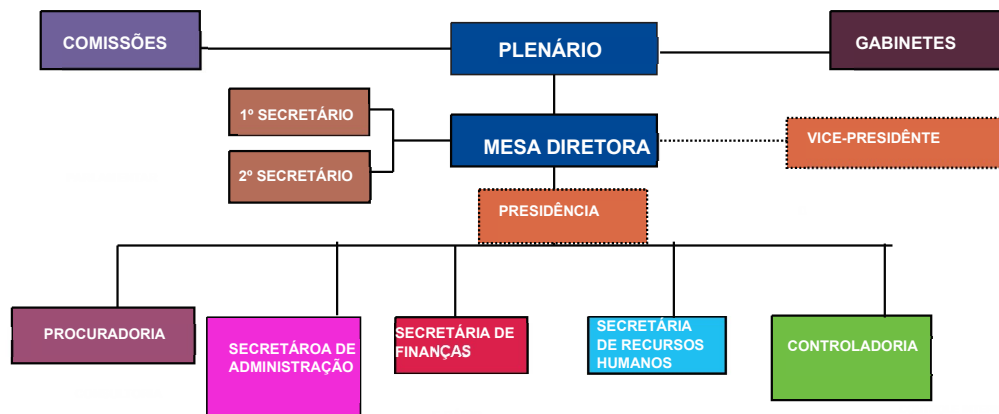 COMISSÕES
PLENÁRIO
GABINETES
1º SECRETÁRIO
2º SECRETÁRIO
MESA DIRETORA
VICE-PRESIDÊNTE
PRESIDÊNCIA
PROCURADORIA
SECRETÁROA DE
ADMINISTRAÇÃO
SECRETÁRIA DE
FINANÇAS
SECRETÁRIA
DE RECURSOS
HUMANOS
CONTROLADORIA